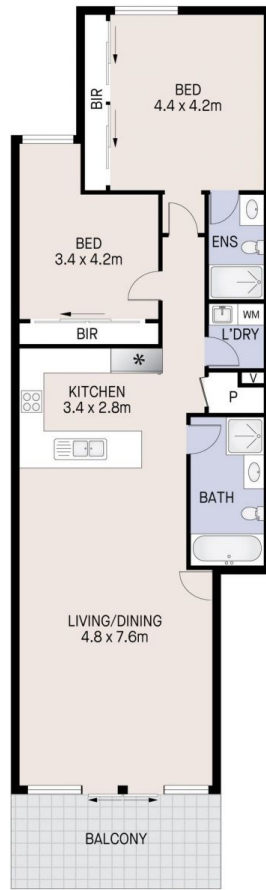 BED
4.4 x 4.2m
BIR
BED
3.4 x 4.2m
ENS
WM
L'DRY
BIR
*
V
P
KITCHEN
3.4 x 2.8m
BATH
LIVING/DINING
4.8 x 7.6m
BALCONY